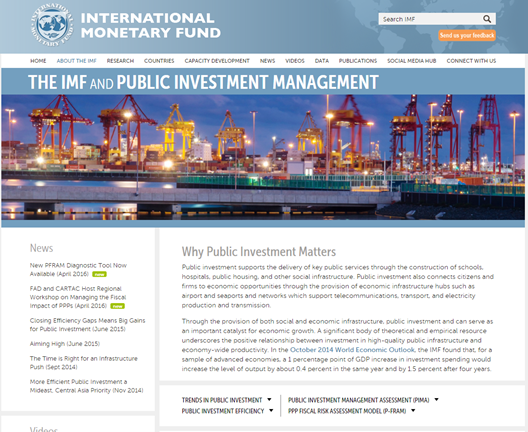 INTERNATIONAL
MONETARY FUND
Search IMF
Send us your feedback
HOME ABOUT THE IMF RESEARCH COUNTRIES CAPACITY DEVELOPMENT NEWS VIDEOS DATA PUBLICATIONS SOCIAL MEDIA HUB CONNECT WITH US
THE IMF AND PUBLIC INVESTMENT MANAGEMENT
News
New PFRAM Diagnostic Tool Now
Available (April 2016) new
FAD and CARTAC Host Regional
Workshop on Managing the Fiscal
Impact of PPPs (April 2016) new
Closing Efficiency Gaps Means Big Gains
for Public Investment (June 2015)
Aiming High (June 2015)
The Time is Right for an Infrastructure
Push (Sept 2014)
More Efficient Public Investment a
Mideast, Central Asia Priority (Nov 2014)
Videos
Why Public Investment Matters
Public investment supports the delivery of key public services through the construction of schools,
hospitals, public housing, and other social infrastructure. Public investment also connects citizens and
firms to economic opportunities through the provision of economic infrastructure hubs such as
airport and seaports and networks which support telecommunications, transport, and electricity
production and transmission.
Through the provision of both social and economic infrastructure, public investment and can serve as
an important catalyst for economic growth. A significant body of theoretical and empirical resource
underscores the positive relationship between investment in high-quality public infrastructure and
economy-wide productivity. In the October 2014 World Economic Outlook, the IMF found that, for a
sample of advanced economies, a 1 percentage point of GDP increase in investment spending would
increase the level of output by about 0.4 percent in the same year and by 1.5 percent after four years.
TRENDS IN PUBLIC INVESTMENT PUBLIC INVESTMENT MANAGEMENT ASSESSMENT (PIMA)
PUBLIC INVESTMENT EFFICIENCY PPP FISCAL RISK ASSESSMENT MODEL (P-FRAM)